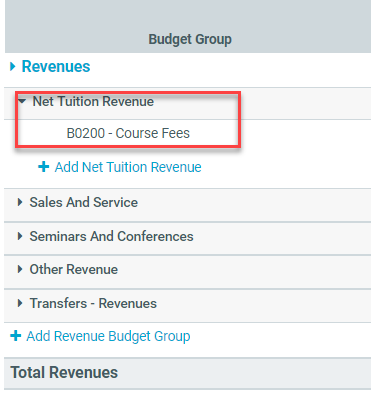 Budget Group
Revenues
Net Tuition Revenue
B0200 - Course Fees
+ Add Net Tuition Revenue
Sales And Service
Seminars And Conferences
Other Revenue
Transfers - Revenues
+ Add Revenue Budget Group
Total Revenues